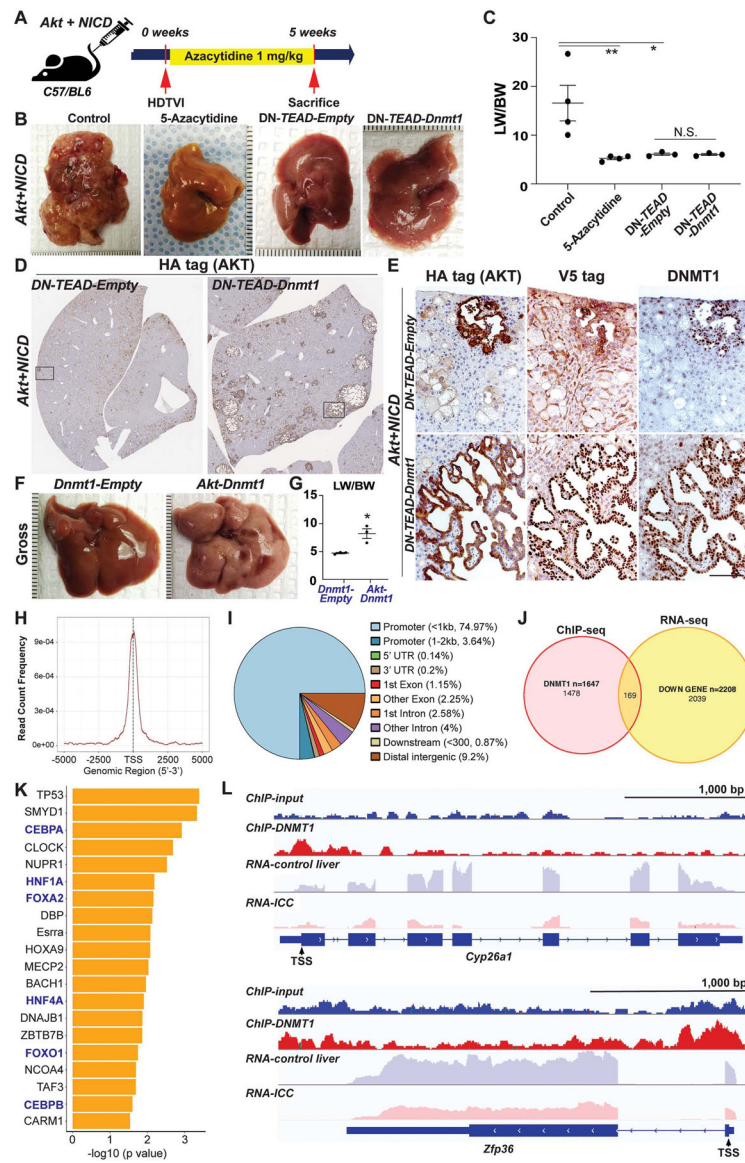 A
Akt + NICD
C57/BL6
0 weeks
5 weeks
Azacytidine 1 mg/kg
HDTVI
Sacrifice
B
Control
5-Azacytidine
DN-TEAD-Empty
DN-TEAD-Dnmt1
Akt+NICD
C
LW/BW
30
20
10
0
**
*
N.S.
Control
5-Azacytidine
DN-TEAD
-Empty
DN-TEAD
-Dnmt1
D
HA tag (AKT)
DN-TEAD-Empty
DN-TEAD-Dnmt1
Akt+NICD
E
HA tag (AKT)
V5 tag
DNMT1
Akt+NICD
DN-TEAD-Empty
DN-TEAD-Dnmt1
F
Dnmt1-Empty
Akt-Dnmt1
Gross
G
LW/BW
15
10
5
0
*
Dnmt1-
Empty
Akt-
Dnmt1
H
Read Count Frequency
9e-04
6e-04
3e-04
0e+00
-5000
-2500
TSS
2500
5000
Genomic Region (5'-3')
I
Promoter (<1kb, 74.97%)
Promoter (1-2kb, 3.64%)
5' UTR (0.14%)
3' UTR (0.2%)
1st Exon (1.15%)
Other Exon (2.25%)
1st Intron (2.58%)
Other Intron (4%)
Downstream (<300, 0.87%)
Distal intergenic (9.2%)
J
ChIP-seq
RNA-seq
DNMT1 n=1647
1478
169
DOWN GENE n=2208
2039
K
TP53
SMYD1
CEBPA
CLOCK
NUPR1
HNF1A
FOXA2
DBP
Esrra
HOXA9
MECP2
BACH1
HNF4A
DNAJB1
ZBTB7B
FOXO1
NCOA4
TAF3
CEBPB
CARM1
0
1
2
3
-log10 (p value)
L
1,000 bp
ChIP-input
ChIP-DNMT1
RNA-control liver
RNA-ICC
TSS
Cyp26a1
1,000 bp
ChIP-input
ChIP-DNMT1
RNA-control liver
RNA-ICC
Zfp36
TSS